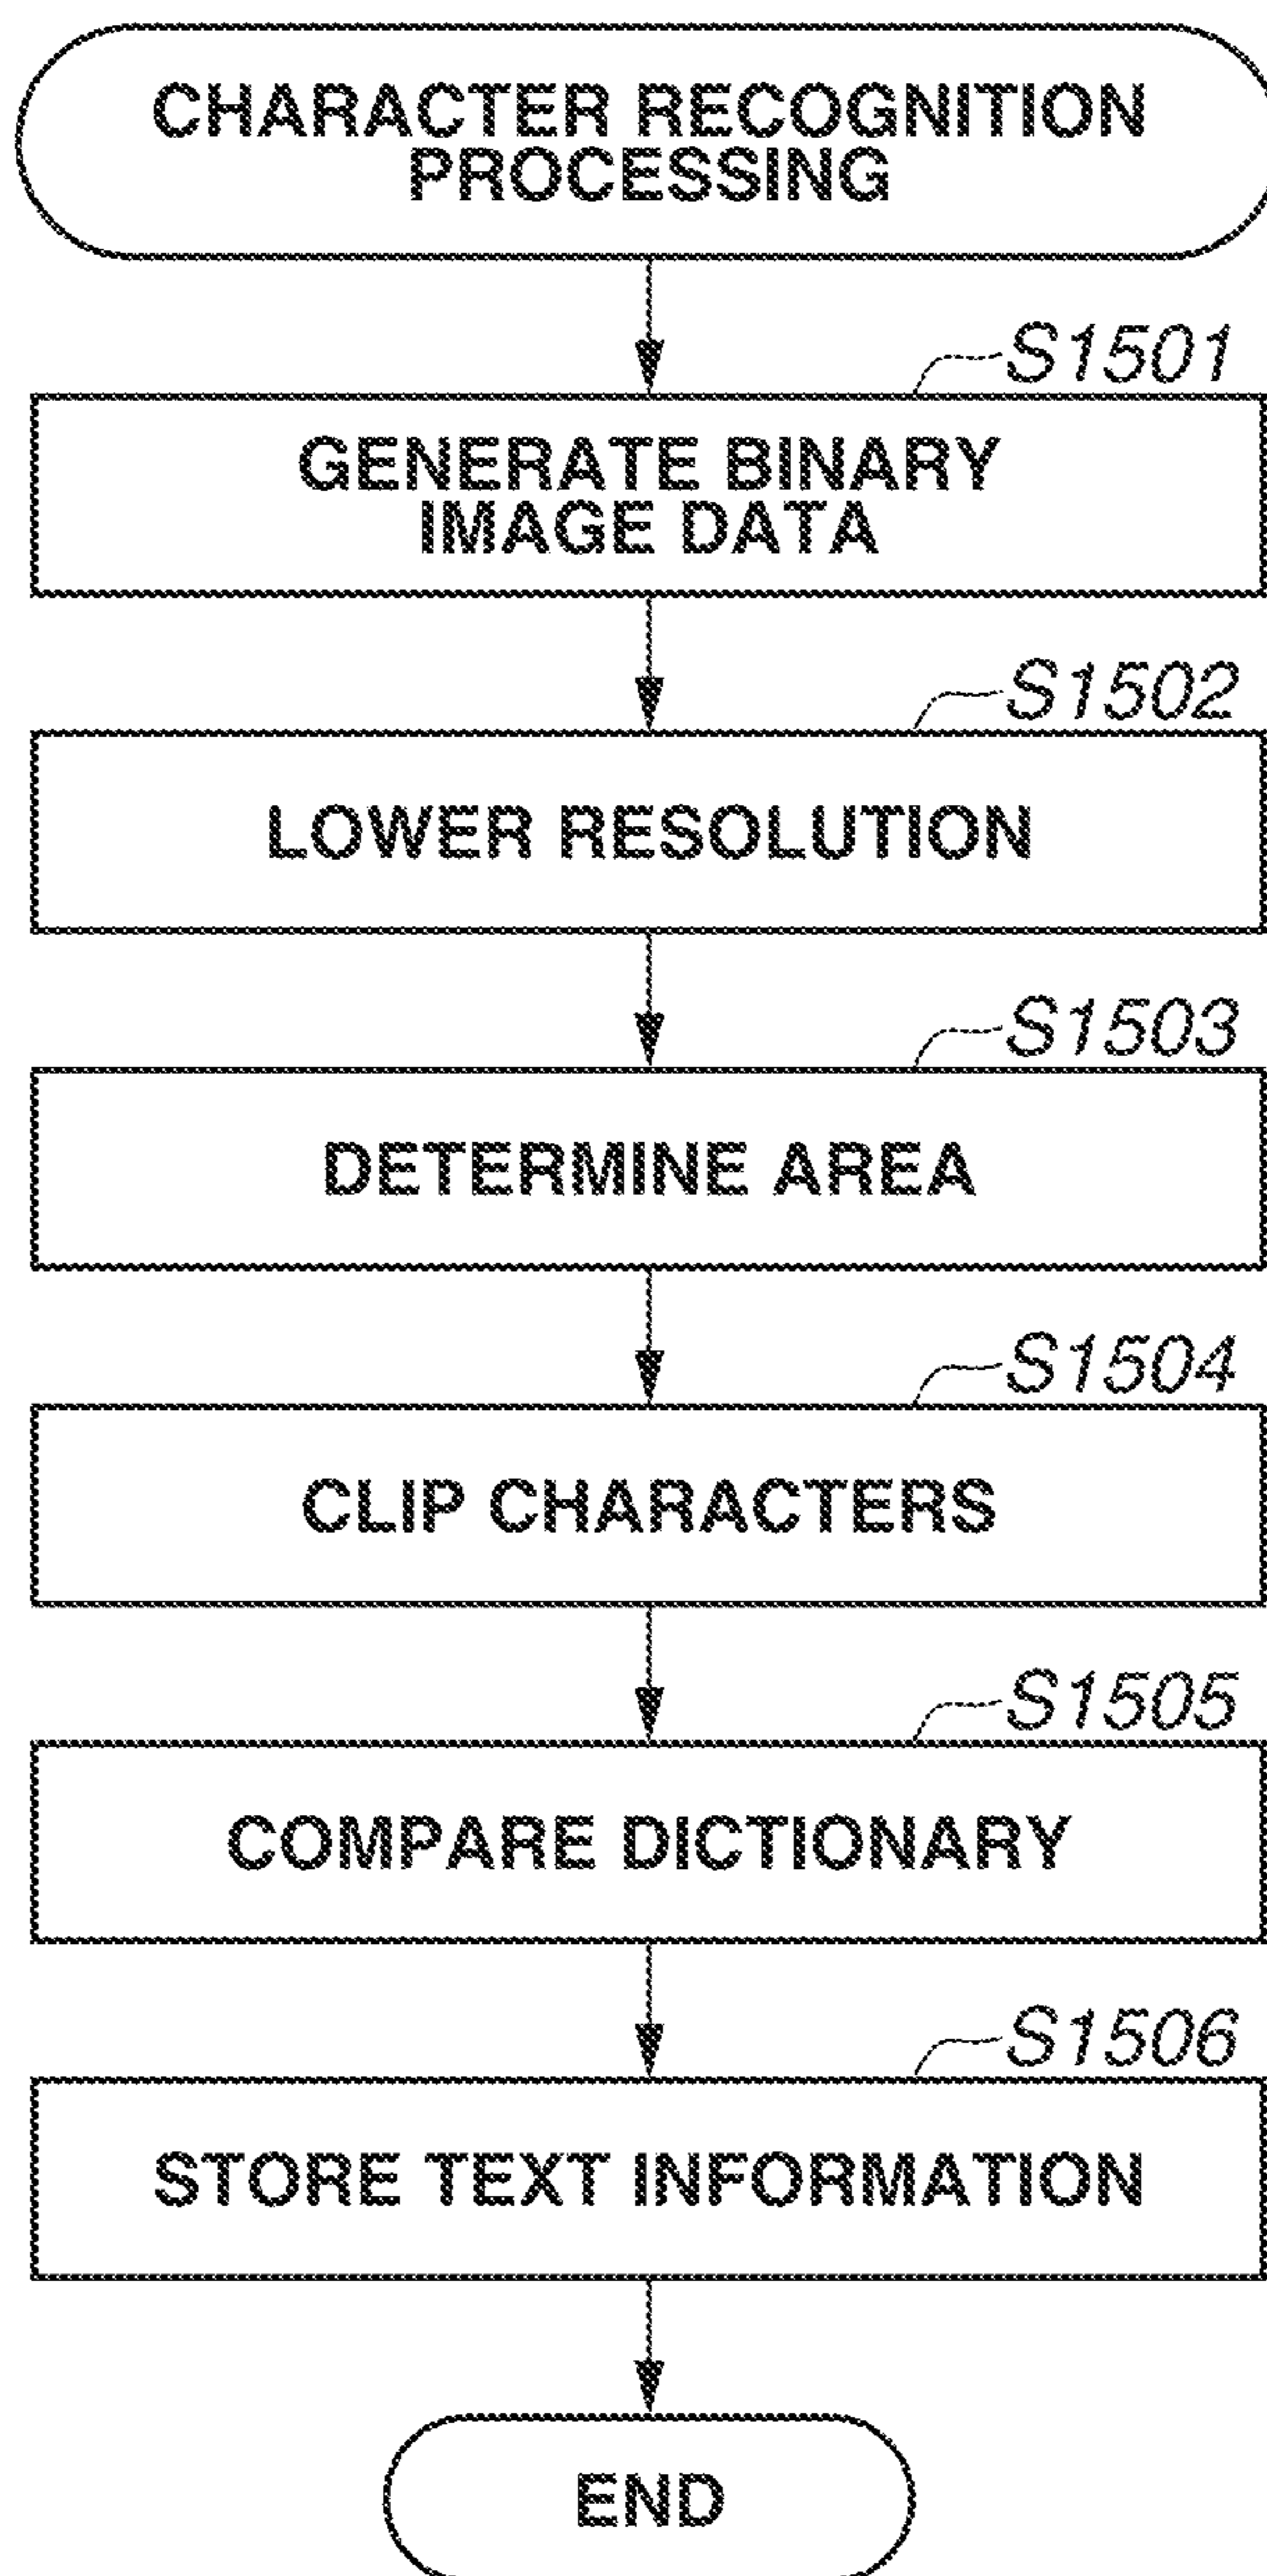 CHARACTER RECOGNITION
PROCESSING
S1501
GENERATE BINARY
IMAGE DATA
S1502
LOWER RESOLUTION
S1503
DETERMINE AREA
S1504
CLIP CHARACTERS
S1505
COMPARE DICTIONARY
S1506
STORE TEXT INFORMATION
END